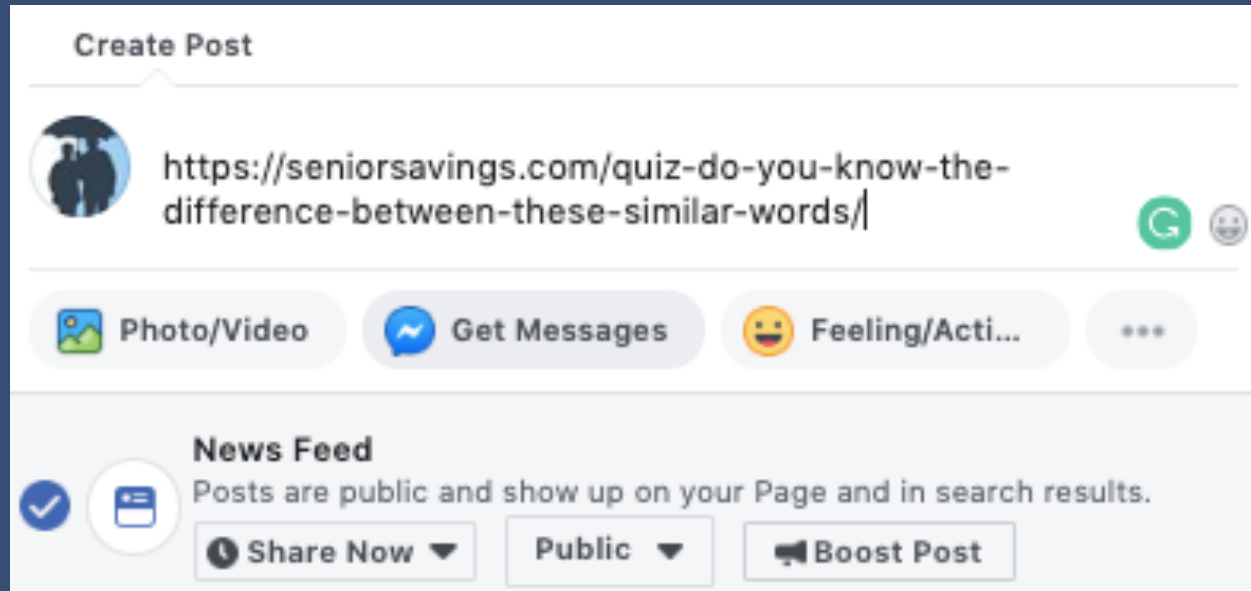 Create Post
https://seniorsavings.com/quiz-do-you-know-the-
difference-between-these-similar-words/
Photo/Video
Get Messages
Feeling/Acti...
News Feed
Posts are public and show up on your Page and in search results.
Share Now
Public
Boost Post